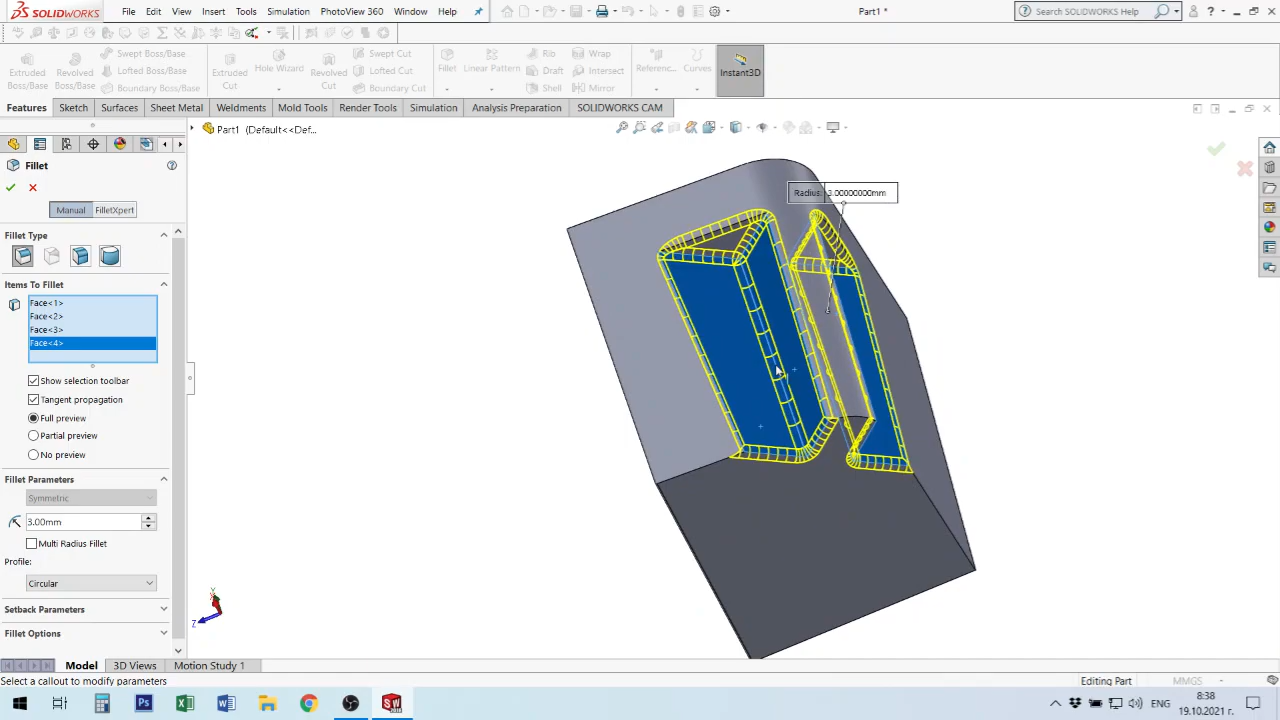 SOLIDWORKS File Edit View Insert Tools Simulation PhotoView 360 Window Help Part1 * Search SOLIDWORKS Help
Extruded Boss/Base
Revolved Boss/Base
Swept Boss/Base
Lofted Boss/Base
Boundary Boss/Base
Extruded Cut
Hole Wizard
Revolved Cut
Swept Cut
Lofted Cut
Boundary Cut
Fillet
Linear Pattern
Rib
Draft
Shell
Wrap
Intersect
Mirror
Referenc...
Curves
Instant3D
Features Sketch Surfaces Sheet Metal Weldments Mold Tools Render Tools Simulation Analysis Preparation SOLIDWORKS CAM
Part1 (Default<<Def...
Fillet
Manual FilletXpert
Fillet Type
Items To Fillet
Face<1>
Face<2>
Face<3>
Face<4>
Show selection toolbar
Tangent propagation
Full preview
Partial preview
No preview
Fillet Parameters
Symmetric
3.00mm
Multi Radius Fillet
Profile:
Circular
Setback Parameters
Fillet Options
Radius: 3.00000000mm
Z
Model 3D Views Motion Study 1
Select a callout to modify parameters Editing Part MMGS
ENG
8:38
19.10.2021 г.